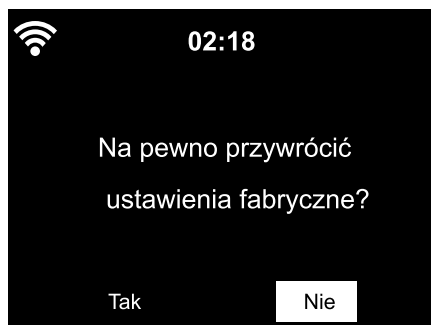 02:18
Na pewno przywrócić
ustawienia fabryczne?
Tak Nie